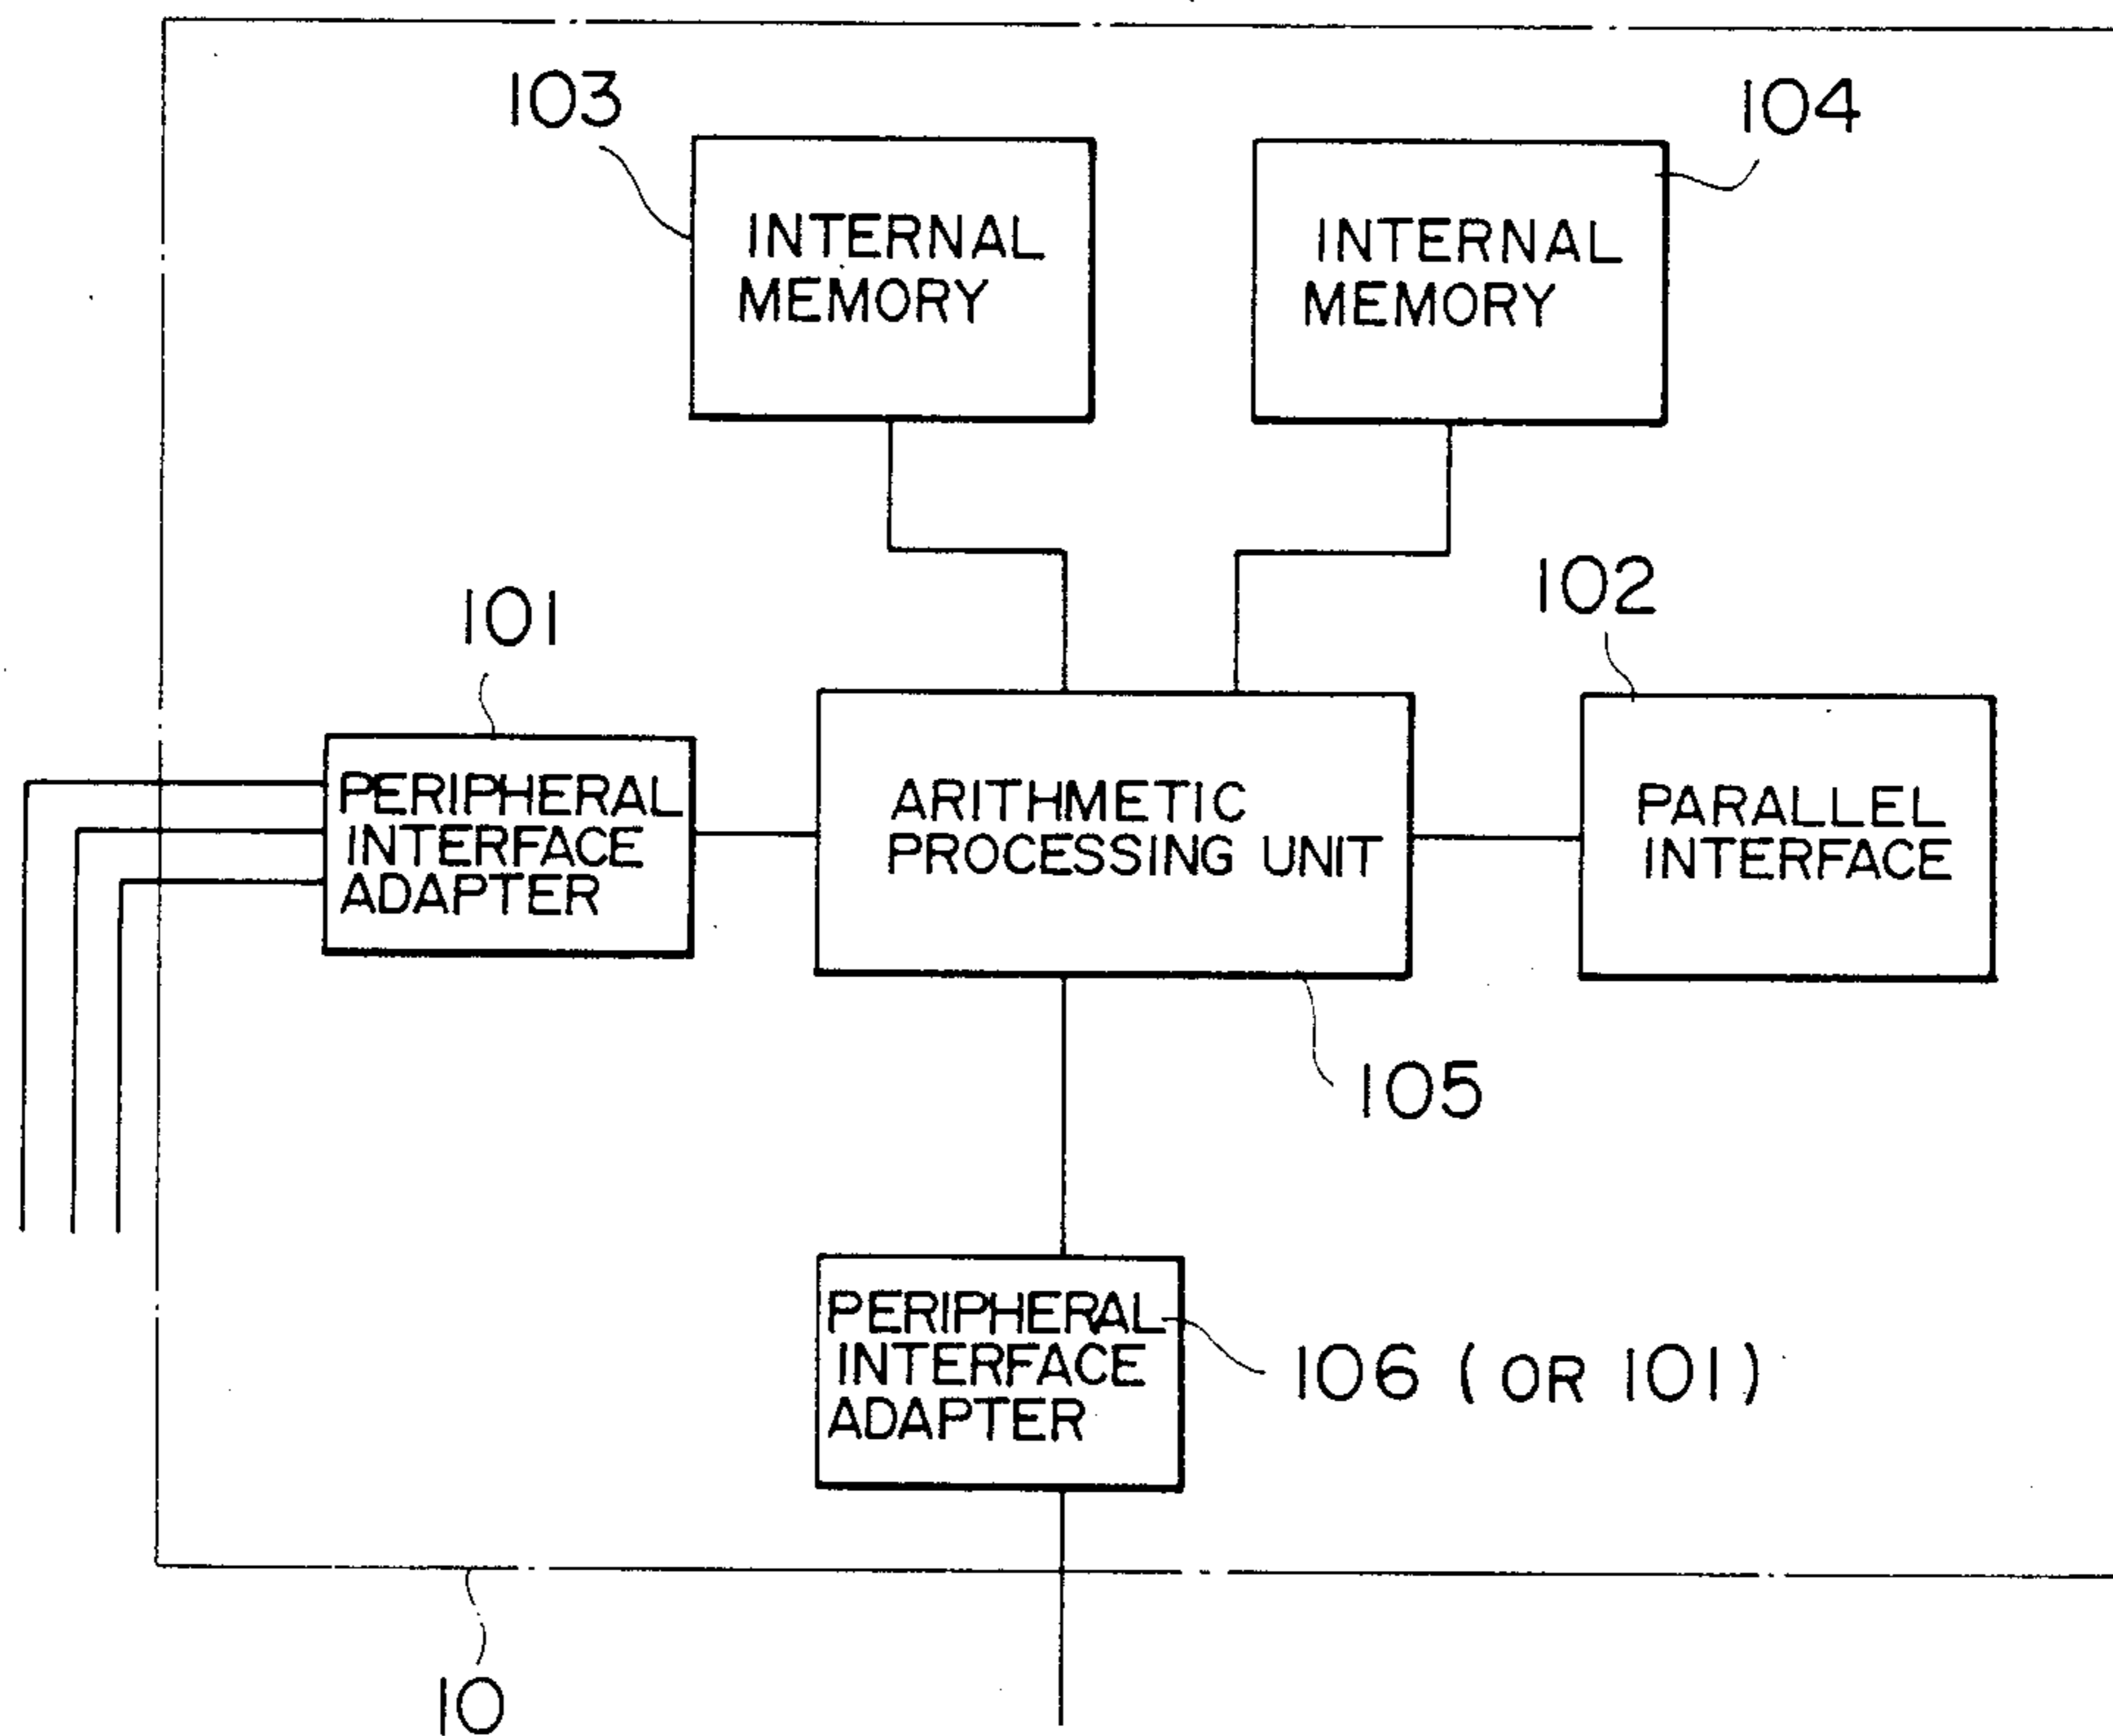 103
104
INTERNAL
MEMORY
INTERNAL
MEMORY
102
101
PERIPHERAL
INTERFACE
ADAPTER
ARITHMETIC
PROCESSING UNIT
PARALLEL
INTERFACE
105
PERIPHERAL
INTERFACE
ADAPTER
106 (OR 101)
10